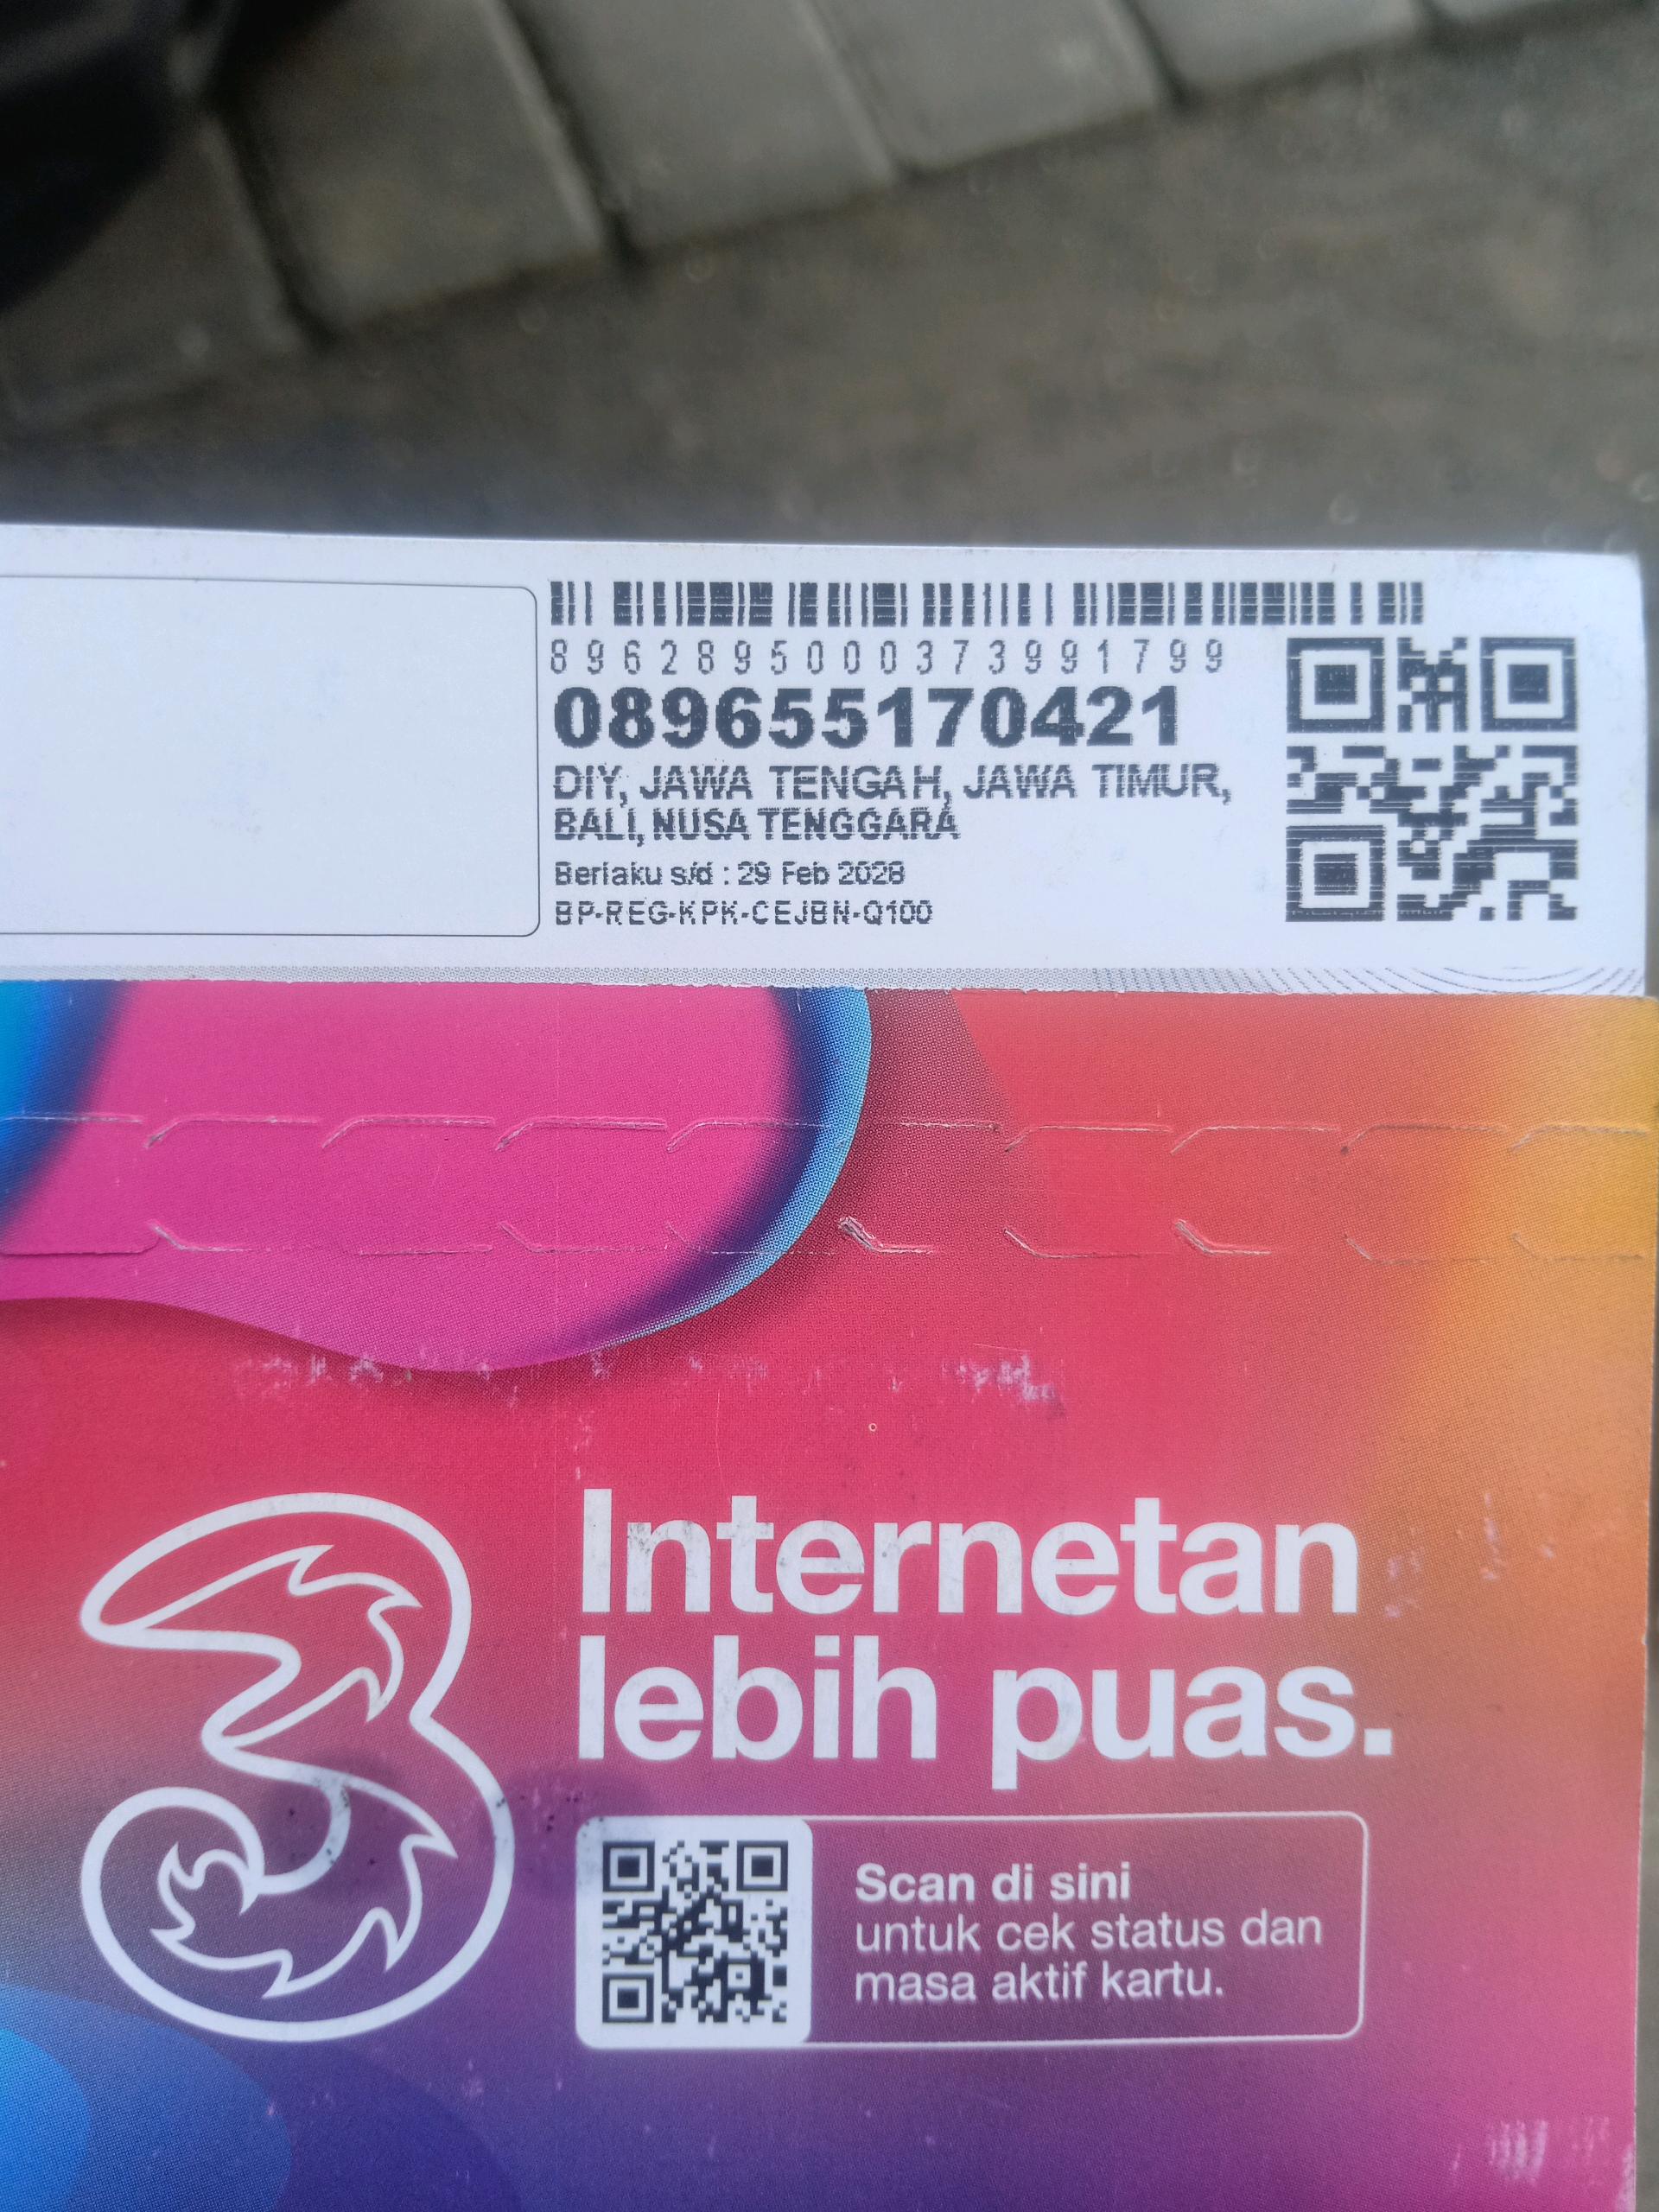 8962895000373991799
089655170421
DIY, JAWA TENGAH, JAWA TIMUR,
BALI, NUSA TENGGARA
Berlaku s/d : 29 Feb 2028
BP-REG-KPK-CEJBN-Q100
3
Internetan
lebih puas.
Scan di sini
untuk cek status dan
masa aktif kartu.